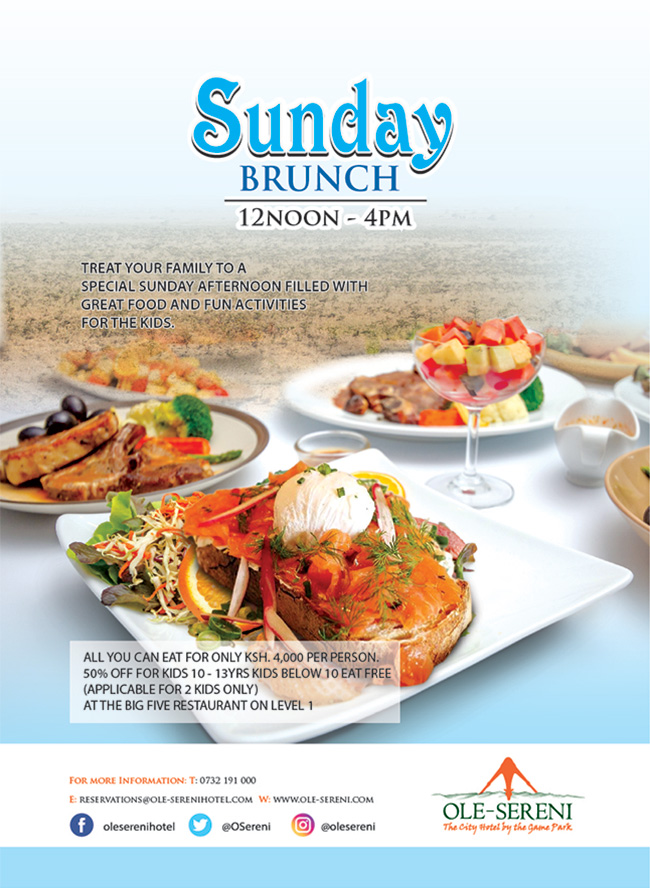 Sunday
BRUNCH
12NOON - 4PM
TREAT YOUR FAMILY TO A
SPECIAL SUNDAY AFTERNOON FILLED WITH
GREAT FOOD AND FUN ACTIVITIES
FOR THE KIDS.
ALL YOU CAN EAT FOR ONLY KSH. 4,000 PER PERSON.
50% OFF FOR KIDS 10 - 13YRS KIDS BELOW 10 EAT FREE
(APPLICABLE FOR 2 KIDS ONLY)
AT THE BIG FIVE RESTAURANT ON LEVEL 1
FOR MORE INFORMATION: T: 0732 191 000
E: RESERVATIONS@OLE-SERENIHOTEL.COM W: WWW.OLE-SERENI.COM
oleserenihotel @OSereni @olesereni
OLE-SERENI
The City Hotel by the Game Park